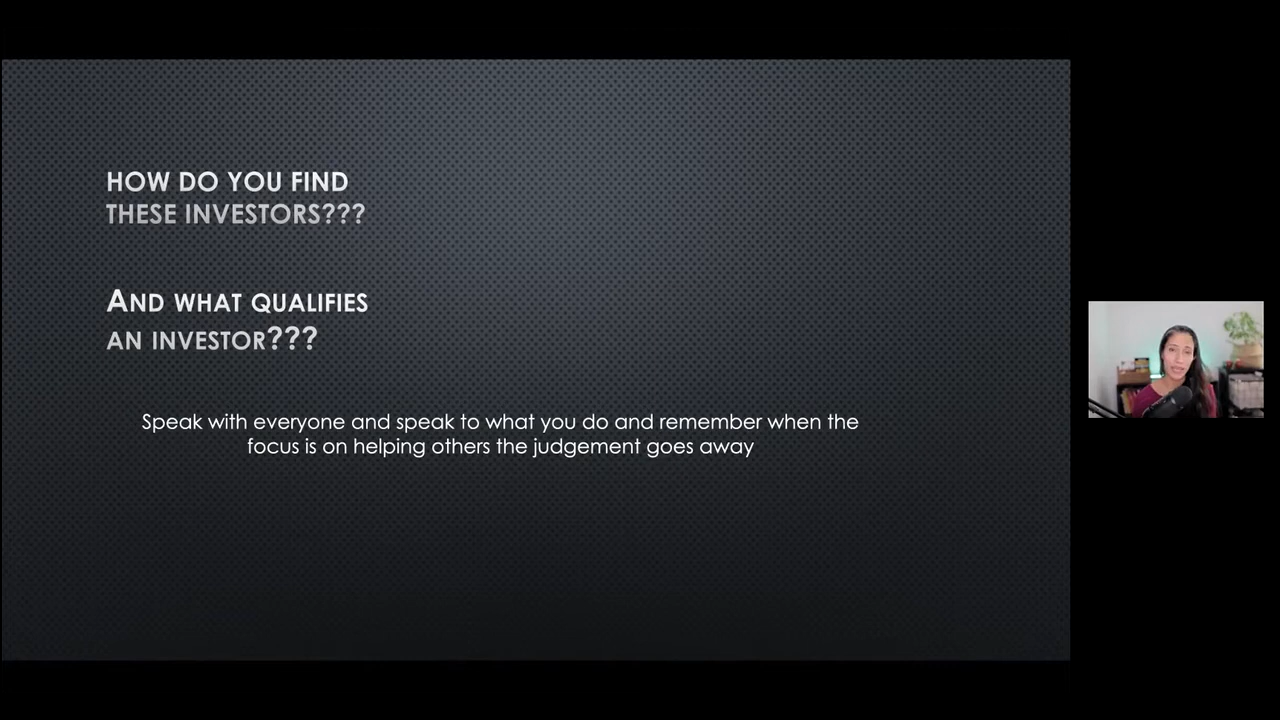 HOW DO YOU FIND
THESE INVESTORS???
AND WHAT QUALIFIES
AN INVESTOR???
Speak with everyone and speak to what you do and remember when the
focus is on helping others the judgement goes away